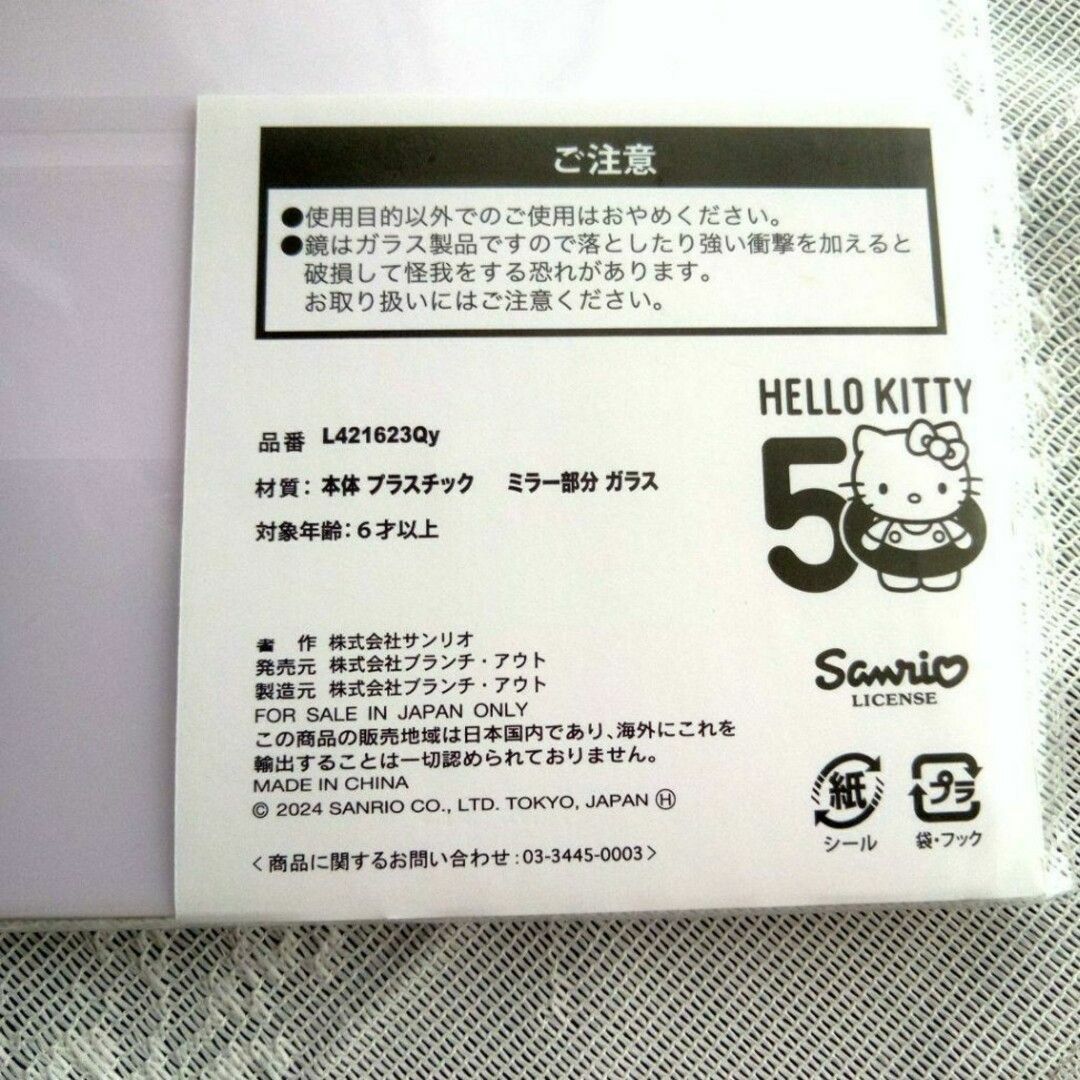 ご注意
●使用目的以外でのご使用はおやめください。
●鏡はガラス製品ですので落としたり強い衝撃を加えると
破損して怪我をする恐れがあります。
お取り扱いにはご注意ください。
HELLO KITTY
50
品番 L421623Qy
材質: 本体 プラスチック ミラー部分 ガラス
対象年齢:6才以上
著 作 株式会社サンリオ
発売元 株式会社ブランチ・アウト
製造元 株式会社ブランチ・アウト
FOR SALE IN JAPAN ONLY
この商品の販売地域は日本国内であり、海外にこれを
輸出することは一切認められておりません。
MADE IN CHINA
© 2024 SANRIO CO., LTD. TOKYO, JAPAN Ⓗ
<商品に関するお問い合わせ:03-3445-0003>
Sanrio
LICENSE
紙 プラ
シール 袋・フック